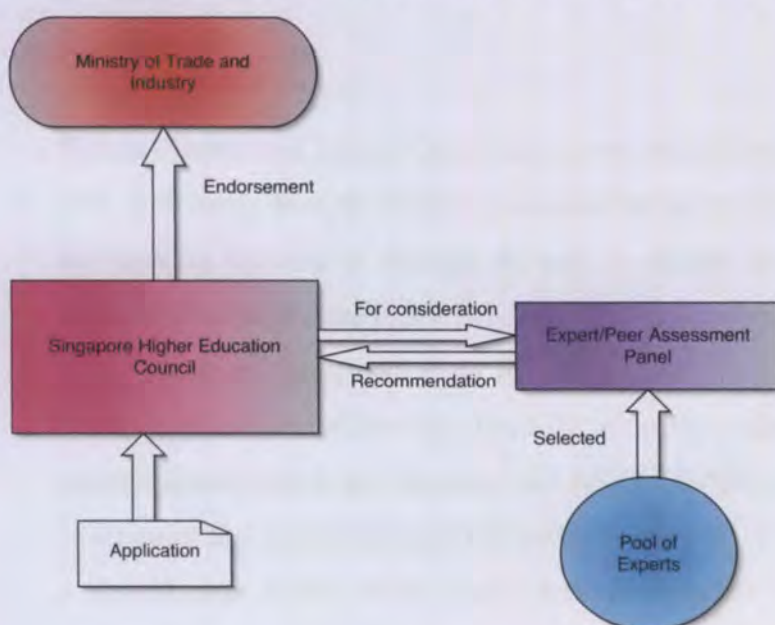 Ministry of Trade and
Industry
Endorsement
For consideration
Singapore Higher Education
Council
Expert/Peer Assessment
Panel
Recommendation
Selected
Application
Pool of
Experts